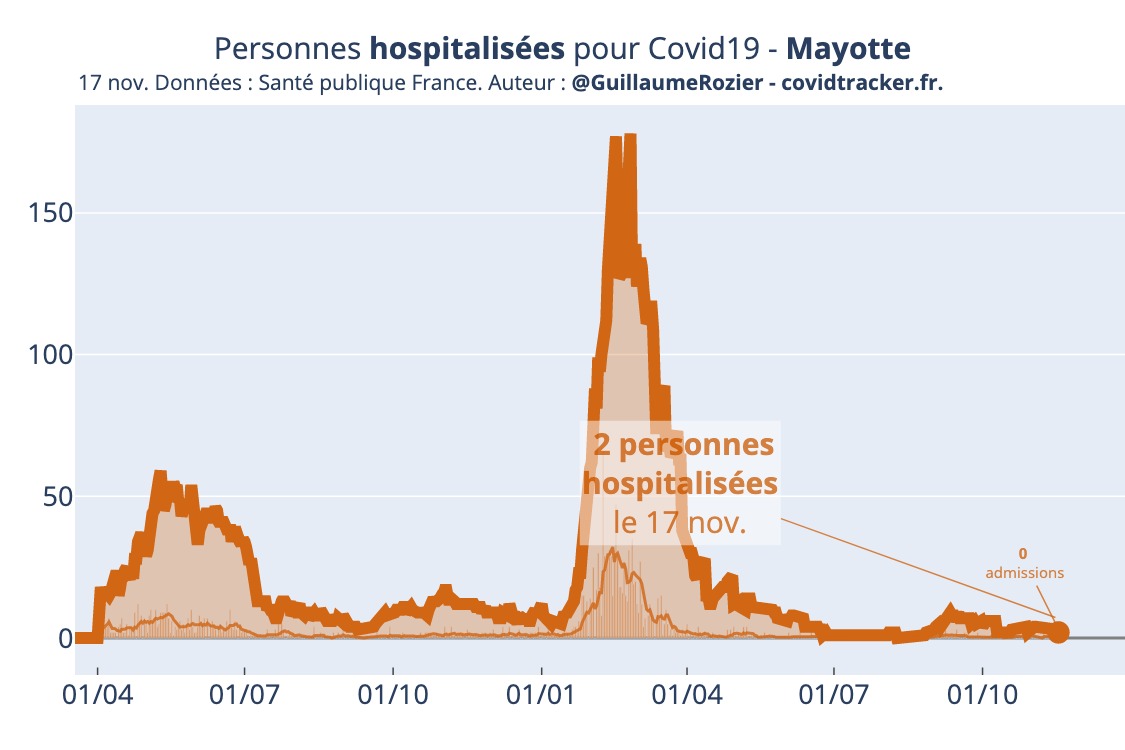 Personnes hospitalisées pour Covid19 - Mayotte
17 nov. Données : Santé publique France. Auteur : @GuillaumeRozier - covidtracker.fr.
150
100
50
0
2 personnes
hospitalisées
le 17 nov.
0
admissions
01/04 01/07 01/10 01/01 01/04 01/07 01/10